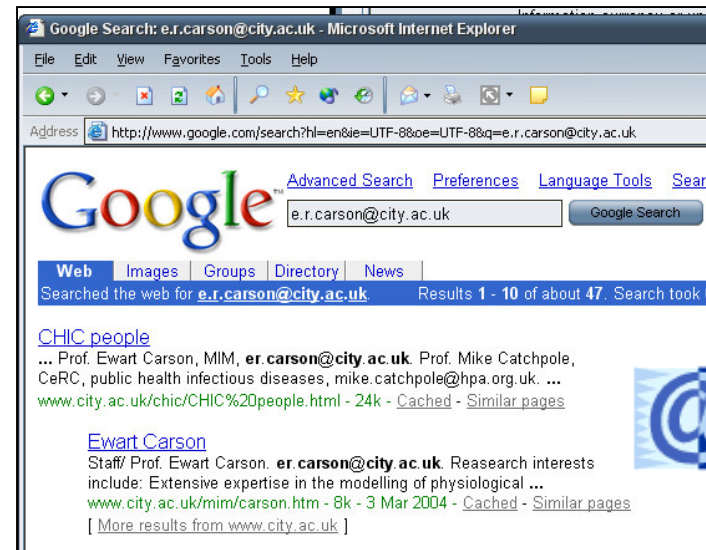 Google Search: e.r.carson@city.ac.uk - Microsoft Internet Explorer
File Edit View Favorites Tools Help
Address http://www.google.com/search?hl=en&ie=UTF-8&oe=UTF-8&q=e.r.carson@city.ac.uk
Google™
Advanced Search Preferences Language Tools Sear
e.r.carson@city.ac.uk Google Search
Web Images Groups Directory News
Searched the web for e.r.carson@city.ac.uk. Results 1 - 10 of about 47. Search took
CHIC people
... Prof. Ewart Carson, MIM, er.carson@city.ac.uk. Prof. Mike Catchpole,
CeRC, public health infectious diseases, mike.catchpole@hpa.org.uk. ...
www.city.ac.uk/chic/CHIC%20people.html - 24k - Cached - Similar pages
Ewart Carson
Staff/ Prof. Ewart Carson. er.carson@city.ac.uk. Reasearch interests
include: Extensive expertise in the modelling of physiological ...
www.city.ac.uk/mim/carson.htm - 8k - 3 Mar 2004 - Cached - Similar pages
[ More results from www.city.ac.uk ]